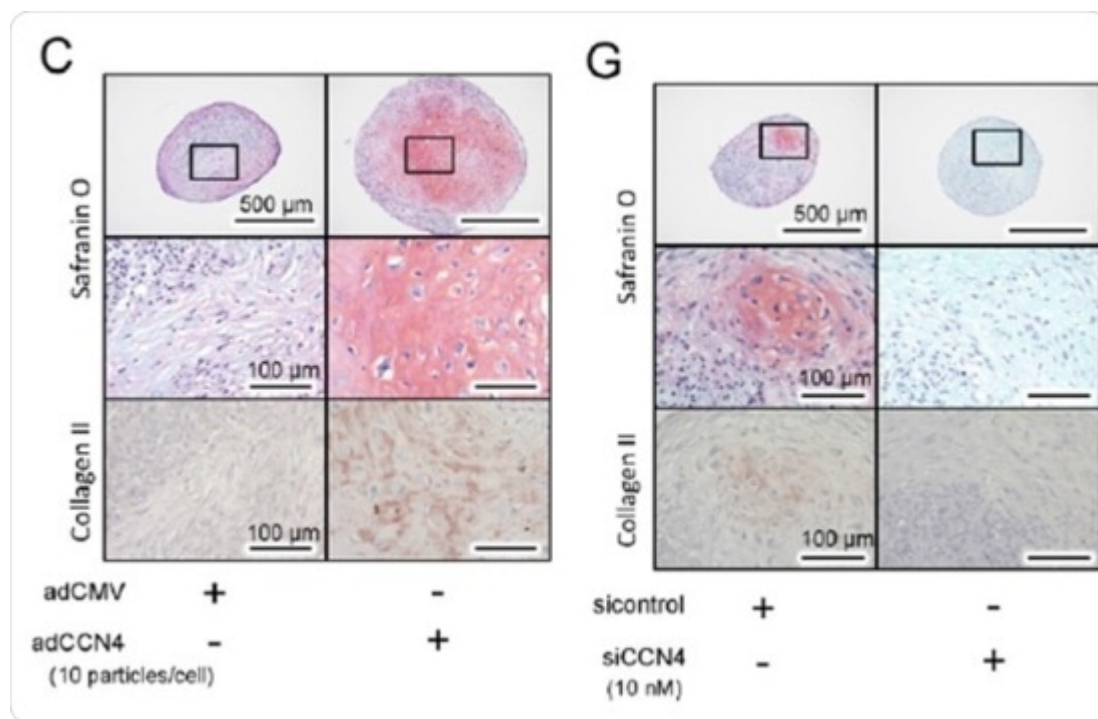 C
Safranin O
500 µm
100 µm
Collagen II
100 µm
adCMV + -
adCCN4 - +
(10 particles/cell)
G
Safranin O
500 µm
100 µm
Collagen II
100 µm
sicontrol + -
siCCN4 - +
(10 nM)